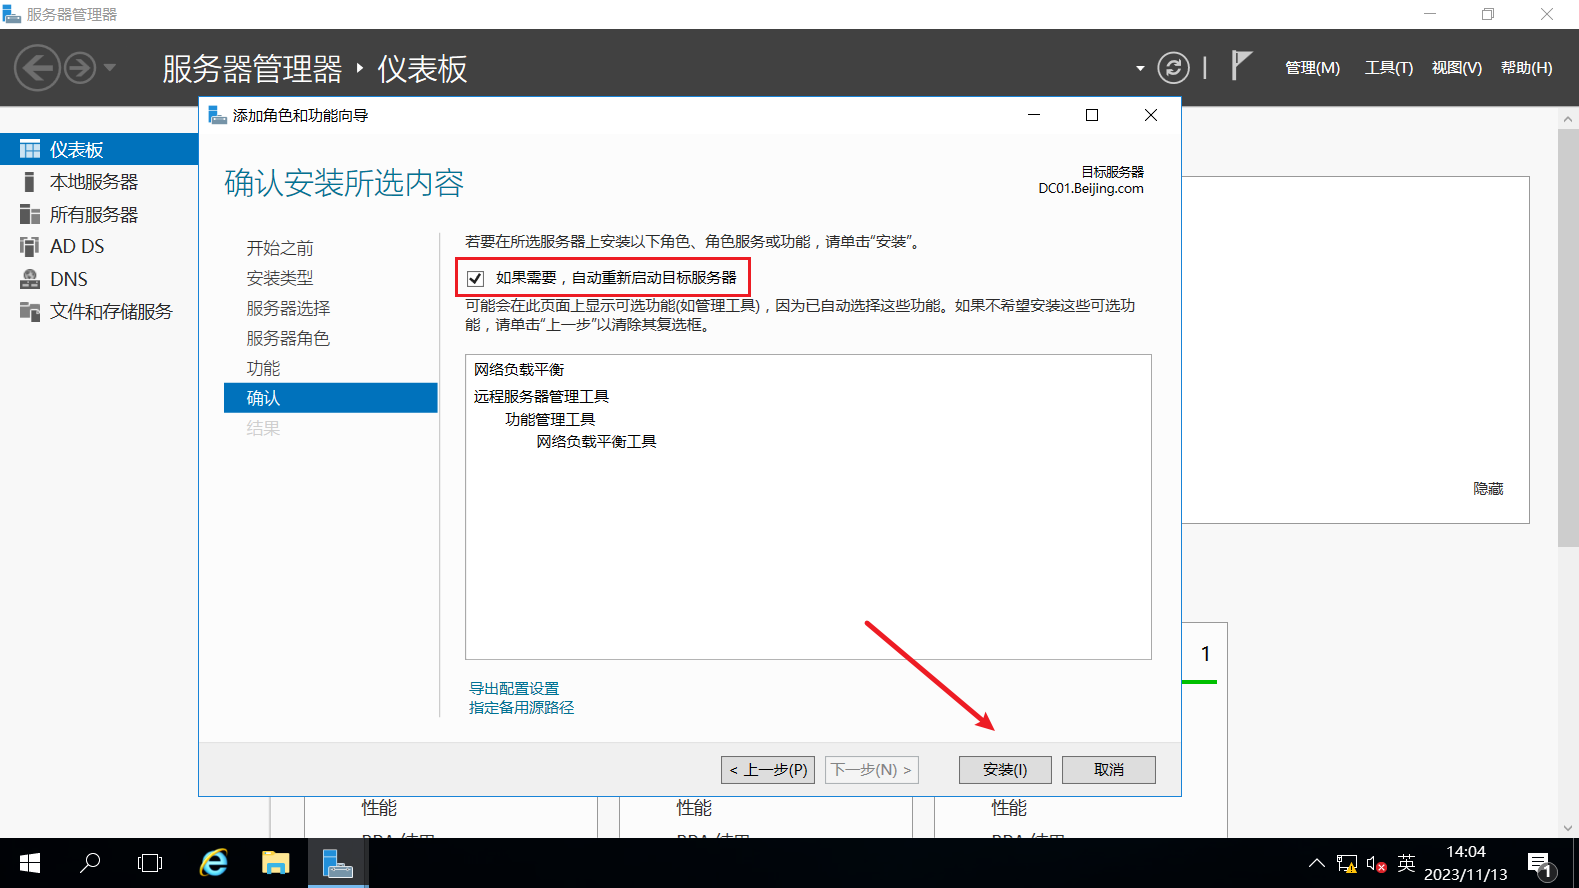 服务器管理器
服务器管理器 仪表板
管理(M) 工具(T) 视图(V) 帮助(H)
添加角色和功能向导
仪表板
本地服务器
所有服务器
AD DS
DNS
文件和存储服务
确认安装所选内容
目标服务器
DC01.Beijing.com
开始之前
安装类型
服务器选择
服务器角色
功能
确认
结果
若要在所选服务器上安装以下角色、角色服务或功能，请单击“安装”。
如果需要，自动重新启动目标服务器
可能会在此页面上显示可选功能(如管理工具)，因为已自动选择这些功能。如果不希望安装这些可选功
能，请单击“上一步”以清除其复选框。
网络负载平衡
远程服务器管理工具
功能管理工具
网络负载平衡工具
隐藏
1
导出配置设置
指定备用源路径
< 上一步(P) 下一步(N) > 安装(I) 取消
性能 性能 性能
英
14:04
2023/11/13
1